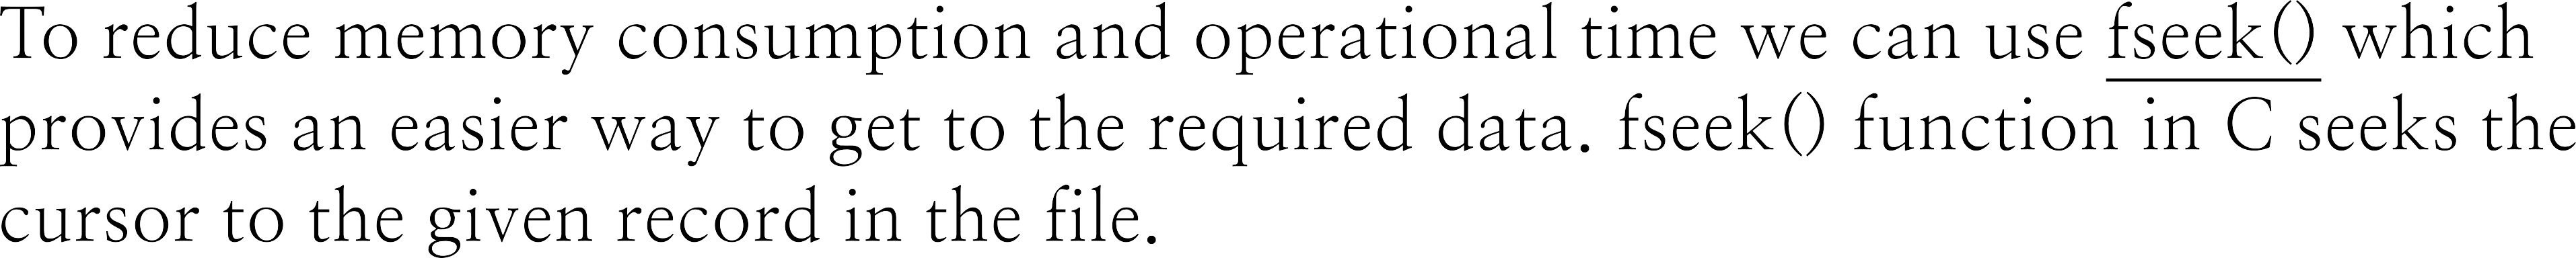 To reduce memory consumption and operational time we can use fseek() which
provides an easier way to get to the required data. fseek() function in C seeks the
cursor to the given record in the file.